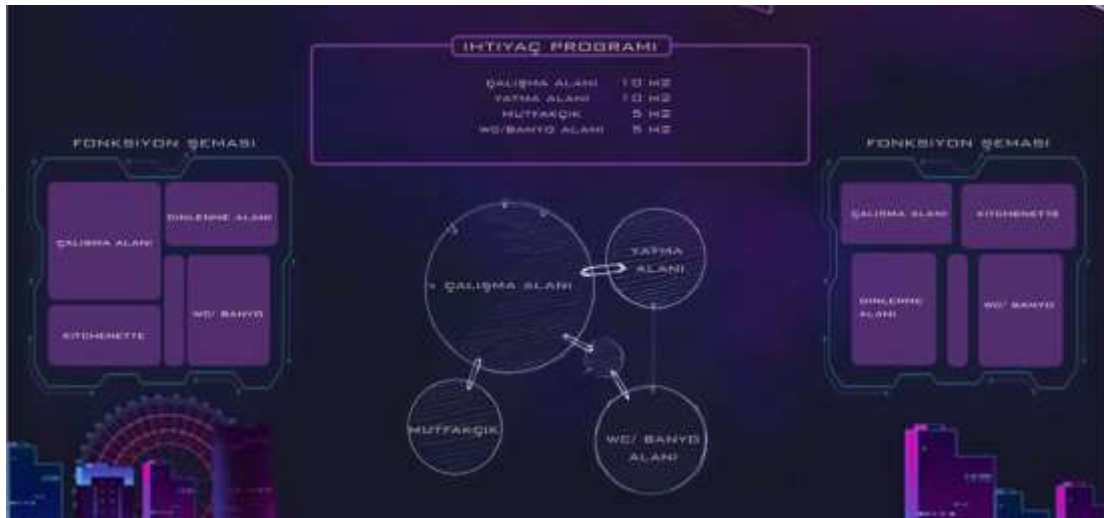 İHTİYAÇ PROGRAMI
ÇALIŞMA ALANI 10 M2
YATMA ALANI 10 M2
MUTFAKÇIK 5 M2
WC/BANYO ALANI 5 M2
FONKSİYON ŞEMASI
ÇALIŞMA ALANI
DİNLENME ALANI
KITCHENETTE
WC/ BANYO
ÇALIŞMA ALANI
YATMA
ALANI
MUTFAKÇIK
WC/ BANYO
ALANI
FONKSİYON ŞEMASI
ÇALIŞMA ALANI
KITCHENETTE
DİNLENME
ALANI
WC/ BANYO